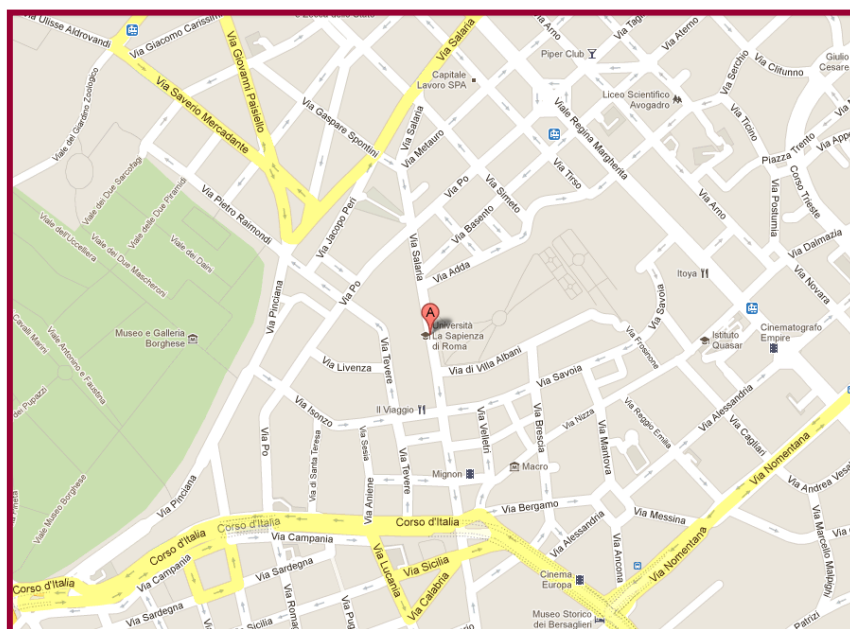 Via Ulisse Aldrovandi
Via Giacomo Carissimi
Via Giovanni Paisiello
Via Saverio Mercadante
Viale del Giardino Zoologico
Via Salaria
Via Arno
Piper Club
Via Aterno
Via Serchio
Via Clitunno
Giulio
Cesare
Capitale
Lavoro SPA
Liceo Scientifico
Avogadro
Via Ticino
Viale Regina Margherita
Via Gaspare Spontini
Via Salaria
Via Metauro
Piazza Trento
Via Tirso
Via Po
Via Simeto
Corso Trieste
Via Postumia
Viale dei Due Sarcofagi
Viale delle Due Piramidi
Via Pietro Raimondi
Via Jacopo Peri
Via Basento
Via Arno
Via Dalmazia
Viale dell'Uccelliera
Viale dei Due Mascheroni
Viale dei Daini
Via Salaria
Via Adda
Itoya
Via Novara
Via Po
Via Savoia
Via Pinciana
A
Università
La Sapienza
di Roma
Museo e Galleria
Borghese
Cavalli Marini
Viale Antonino e Faustina
dei Pupazzi
Via Tevere
Via Frosinone
Istituto
Quasar
Cinematografo
Empire
Via Livenza
Via di Villa Albani
Via Savoia
Via Isonzo
Il Viaggio
Via Nizza
Via Alessandria
Via Reggio Emilia
Via Cagliari
Via Po
Via di Santa Teresa
Via Sesia
Via Velletri
Via Brescia
Via Mantova
Via Nomentana
Mignon
Macro
Via Tevere
Via Aniene
Via Andrea Vesa
Viale Museo Borghese
Via Pinciana
Corso d'Italia
Corso d'Italia
Via Bergamo
Via Messina
Via Campania
Corso d'Italia
Via Alessandria
Via Marcello Malpighi
Via Ancona
Via Nomentana
Corso d'Italia
Via Campania
Via Sardegna
Via Lucania
Via Sicilia
Via Calabria
Cinema
Europa
Via Sardegna
Via Sicilia
Museo Storico
dei Bersaglieri
Patrizi